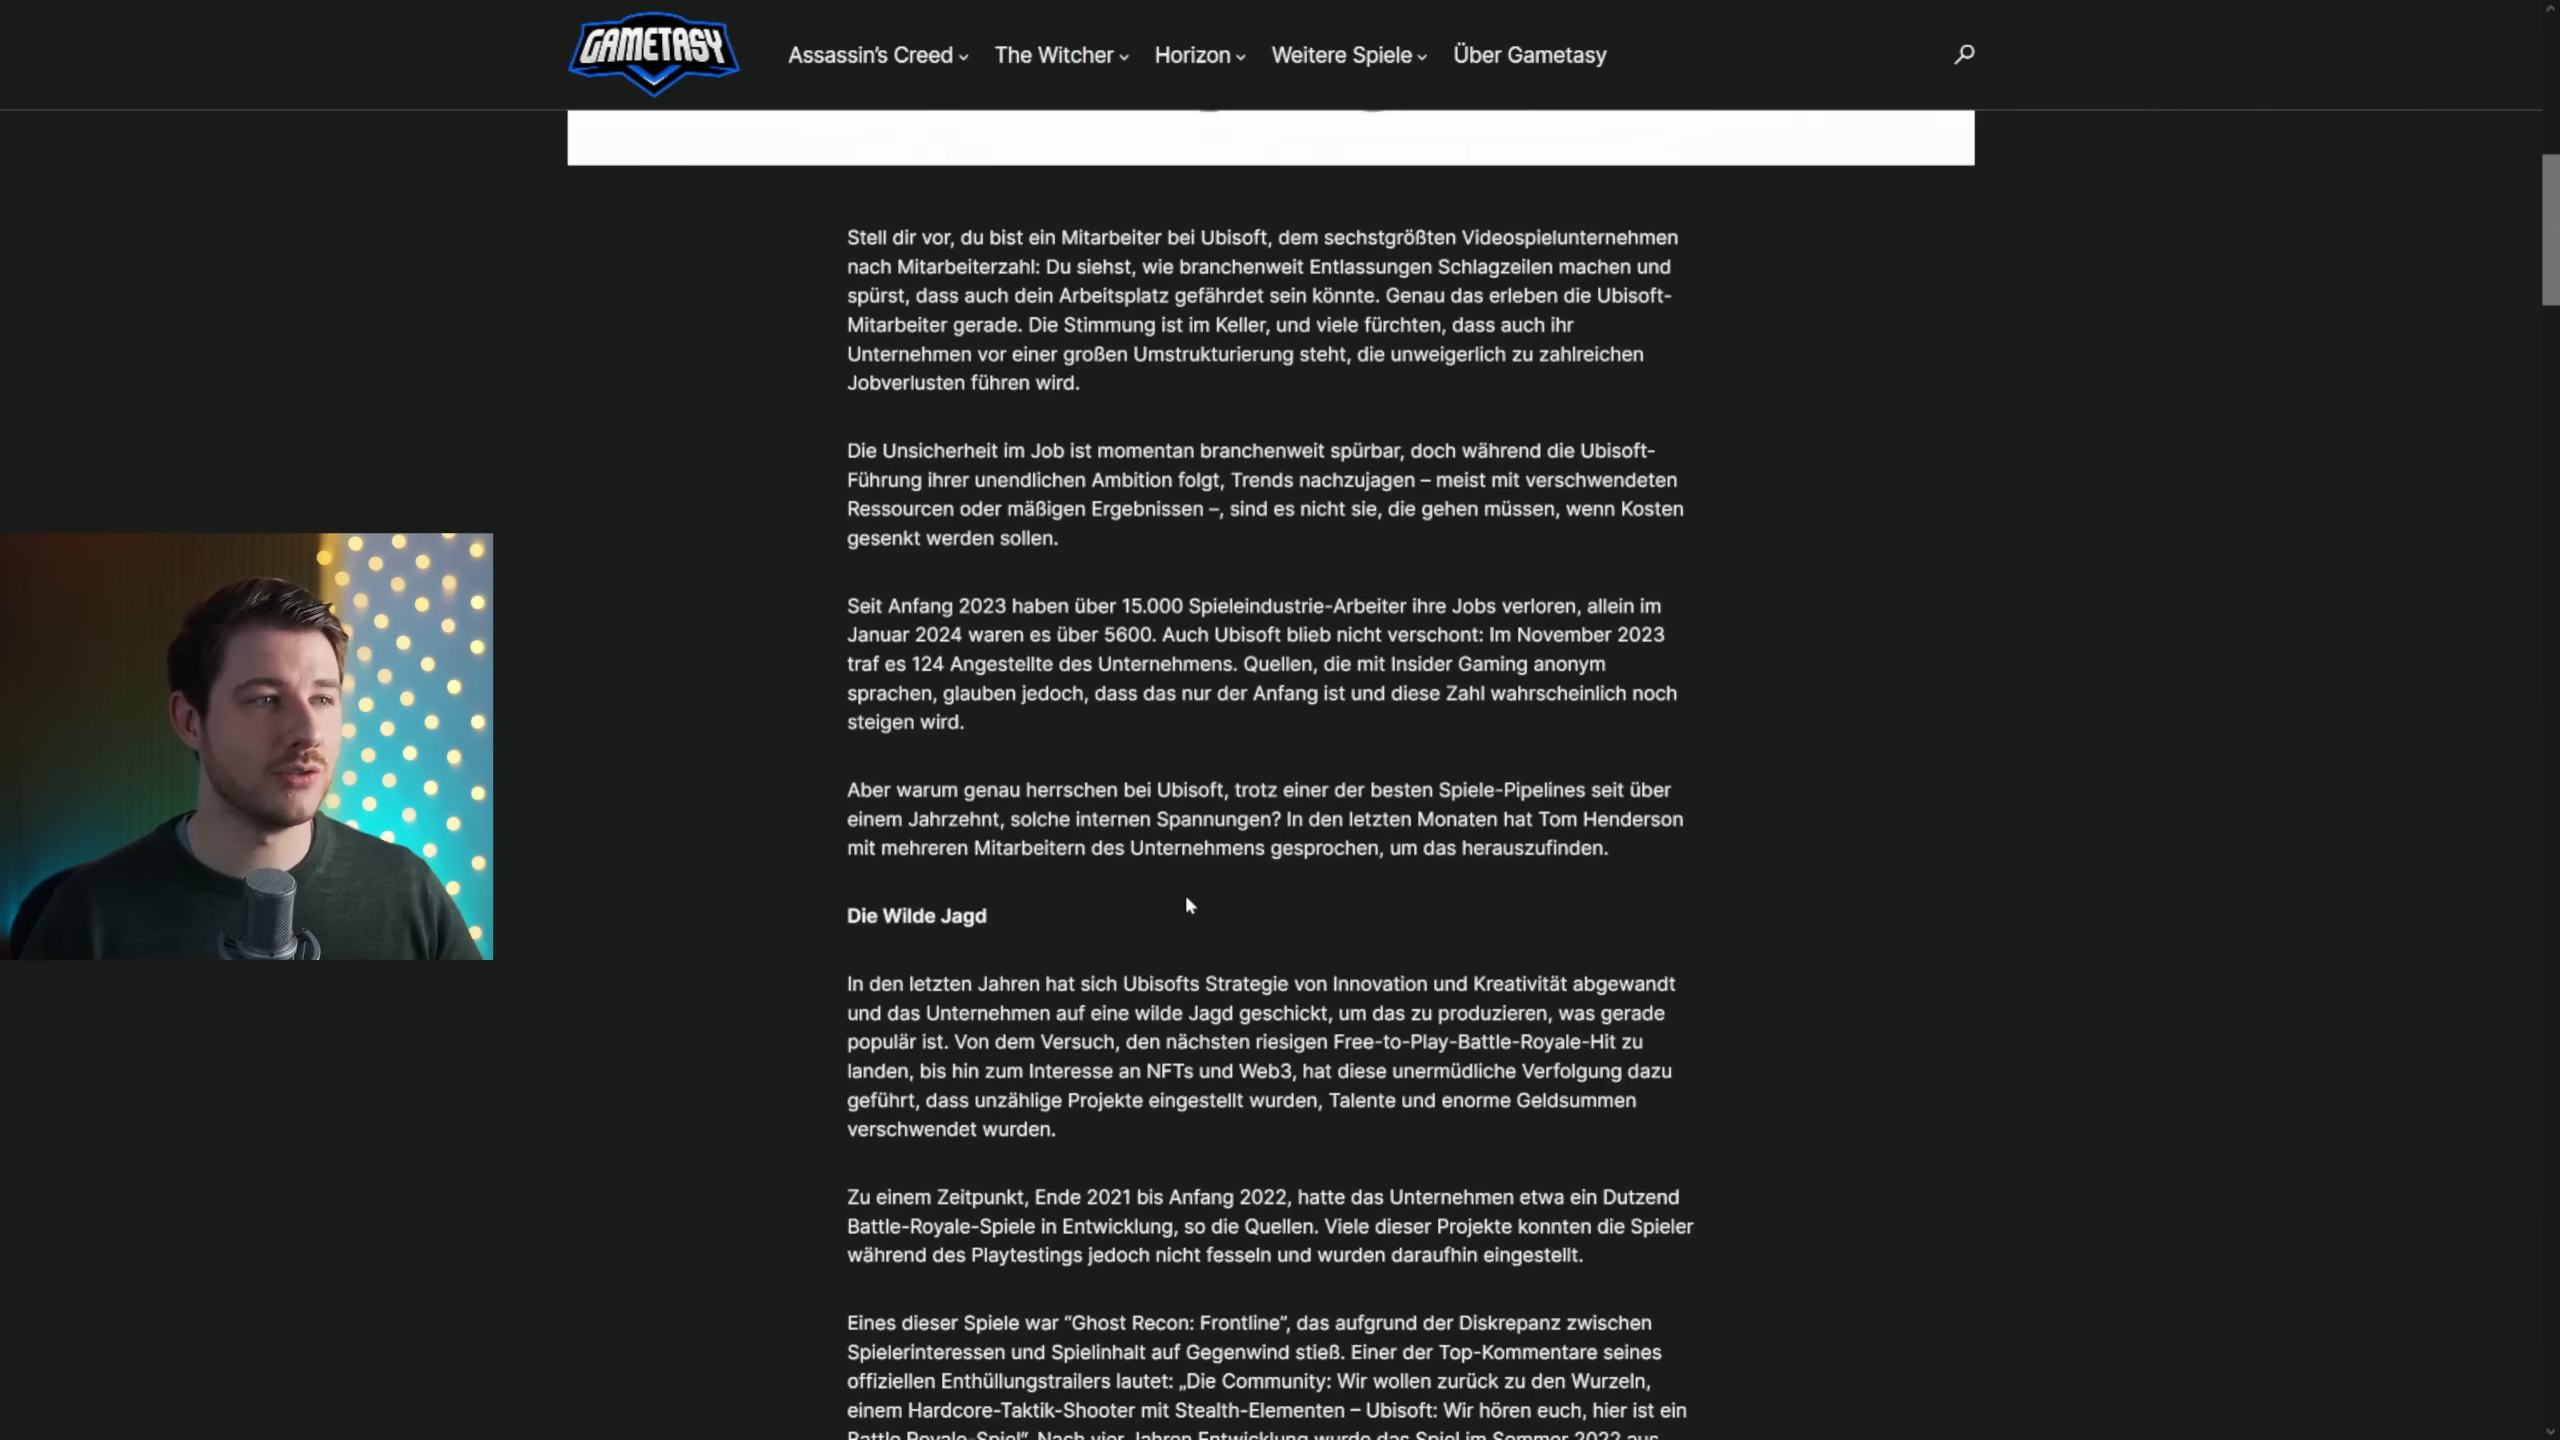 GAMETASY
Assassin's Creed
The Witcher
Horizon
Weitere Spiele
Über Gametasy
Stell dir vor, du bist ein Mitarbeiter bei Ubisoft, dem sechstgrößten Videospielunternehmen
nach Mitarbeiterzahl: Du siehst, wie branchenweit Entlassungen Schlagzeilen machen und
spürst, dass auch dein Arbeitsplatz gefährdet sein könnte. Genau das erleben die Ubisoft-
Mitarbeiter gerade. Die Stimmung ist im Keller, und viele fürchten, dass auch ihr
Unternehmen vor einer großen Umstrukturierung steht, die unweigerlich zu zahlreichen
Jobverlusten führen wird.
Die Unsicherheit im Job ist momentan branchenweit spürbar, doch während die Ubisoft-
Führung ihrer unendlichen Ambition folgt, Trends nachzujagen – meist mit verschwendeten
Ressourcen oder mäßigen Ergebnissen –, sind es nicht sie, die gehen müssen, wenn Kosten
gesenkt werden sollen.
Seit Anfang 2023 haben über 15.000 Spieleindustrie-Arbeiter ihre Jobs verloren, allein im
Januar 2024 waren es über 5600. Auch Ubisoft blieb nicht verschont: Im November 2023
traf es 124 Angestellte des Unternehmens. Quellen, die mit Insider Gaming anonym
sprachen, glauben jedoch, dass das nur der Anfang ist und diese Zahl wahrscheinlich noch
steigen wird.
Aber warum genau herrschen bei Ubisoft, trotz einer der besten Spiele-Pipelines seit über
einem Jahrzehnt, solche internen Spannungen? In den letzten Monaten hat Tom Henderson
mit mehreren Mitarbeitern des Unternehmens gesprochen, um das herauszufinden.
Die Wilde Jagd
In den letzten Jahren hat sich Ubisofts Strategie von Innovation und Kreativität abgewandt
und das Unternehmen auf eine wilde Jagd geschickt, um das zu produzieren, was gerade
populär ist. Von dem Versuch, den nächsten riesigen Free-to-Play-Battle-Royale-Hit zu
landen, bis hin zum Interesse an NFTs und Web3, hat diese unermüdliche Verfolgung dazu
geführt, dass unzählige Projekte eingestellt wurden, Talente und enorme Geldsummen
verschwendet wurden.
Zu einem Zeitpunkt, Ende 2021 bis Anfang 2022, hatte das Unternehmen etwa ein Dutzend
Battle-Royale-Spiele in Entwicklung, so die Quellen. Viele dieser Projekte konnten die Spieler
während des Playtestings jedoch nicht fesseln und wurden daraufhin eingestellt.
Eines dieser Spiele war “Ghost Recon: Frontline”, das aufgrund der Diskrepanz zwischen
Spielerinteressen und Spielinhalt auf Gegenwind stieß. Einer der Top-Kommentare seines
offiziellen Enthüllungstrailers lautet: „Die Community: Wir wollen zurück zu den Wurzeln,
einem Hardcore-Taktik-Shooter mit Stealth-Elementen – Ubisoft: Wir hören euch, hier ist ein
Battle Royale-Spiel“. Nach vier Jahren Entwicklung wurde das Spiel im Sommer 2022 aus